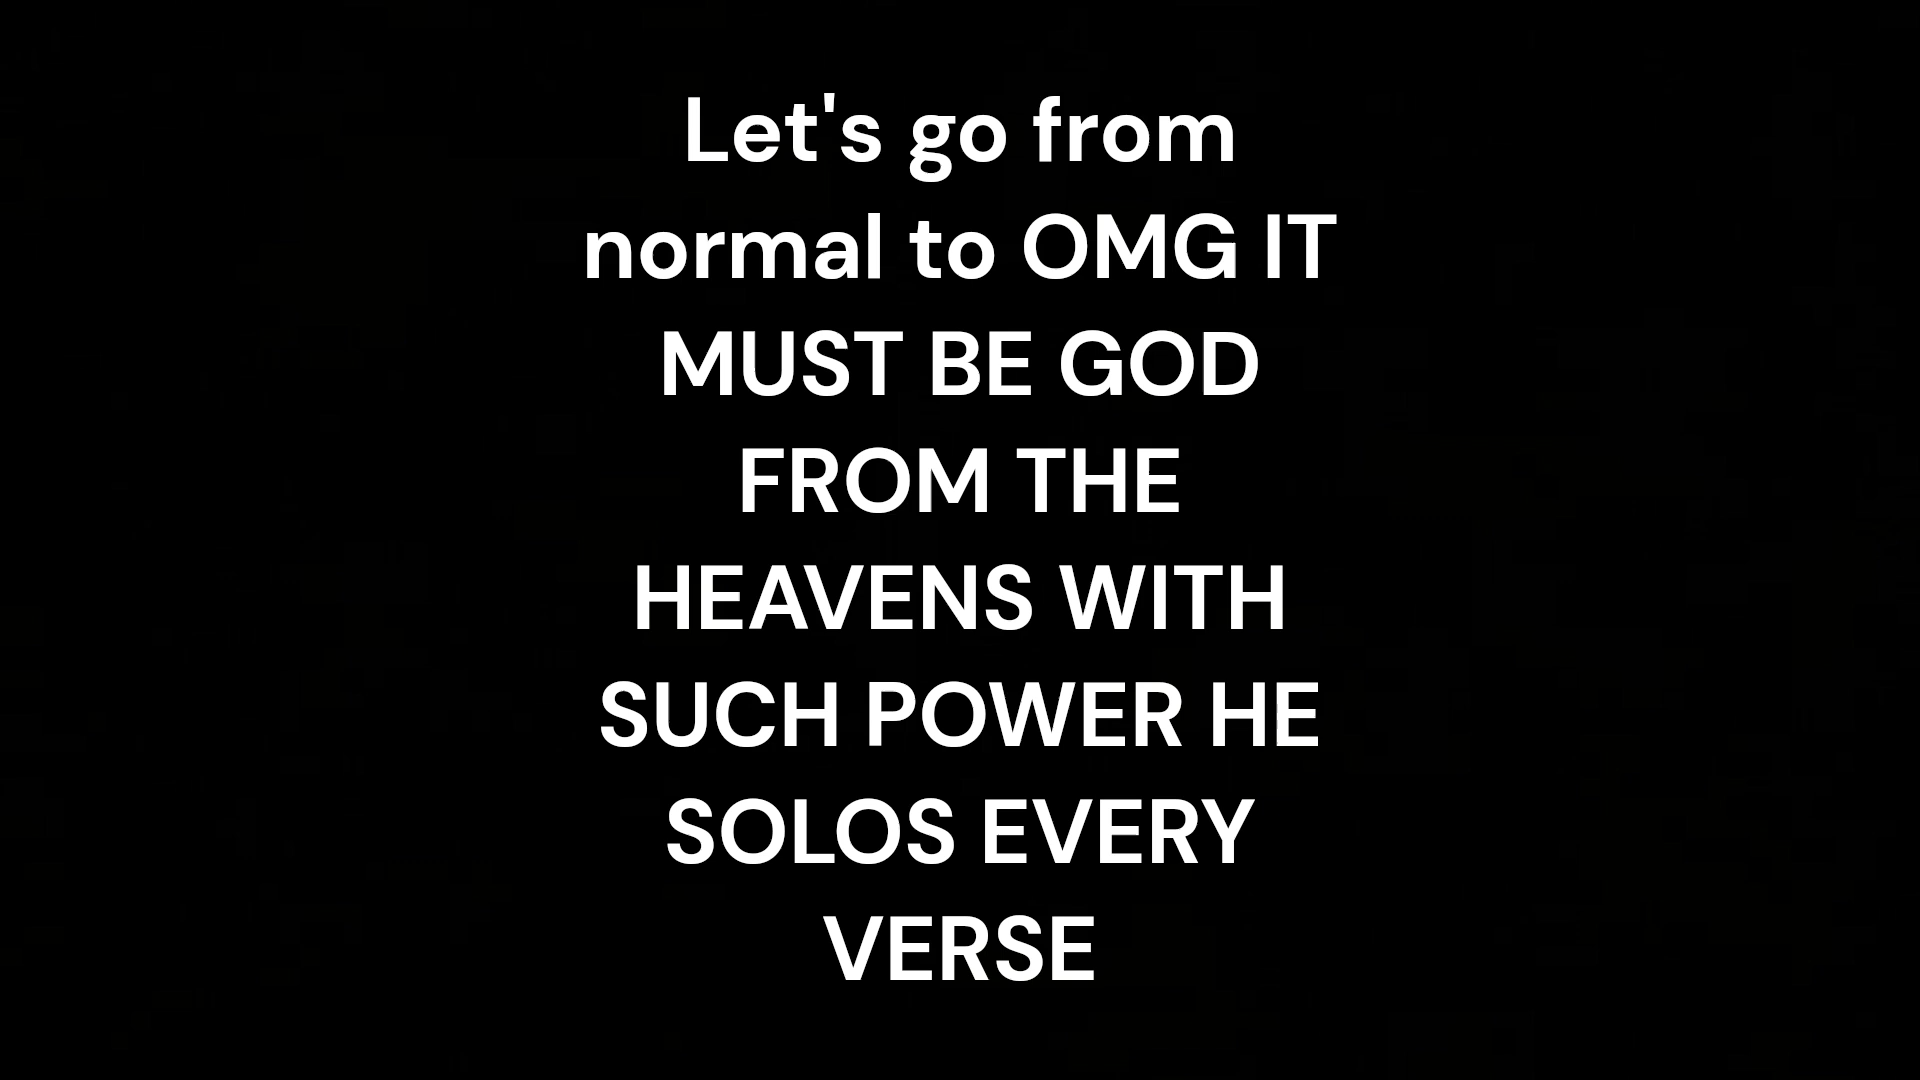 Let's go from
normal to OMG IT
MUST BE GOD
FROM THE
HEAVENS WITH
SUCH POWER HE
SOLOS EVERY
VERSE